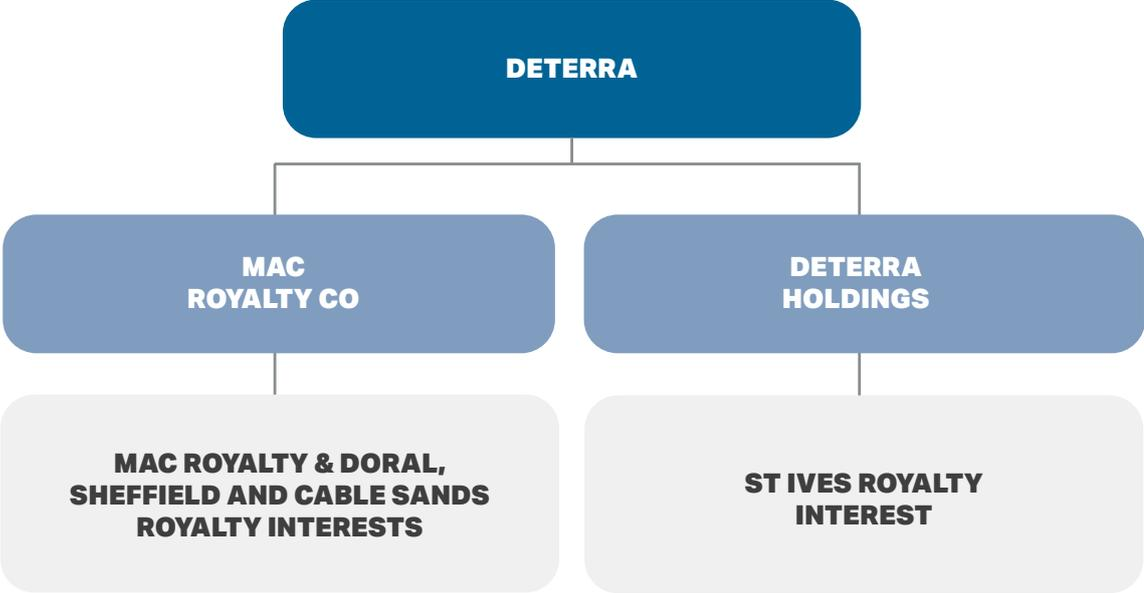 DETERRA
MAC
ROYALTY CO
DETERRA
HOLDINGS
MAC ROYALTY & DORAL,
SHEFFIELD AND CABLE SANDS
ROYALTY INTERESTS
ST IVES ROYALTY
INTEREST